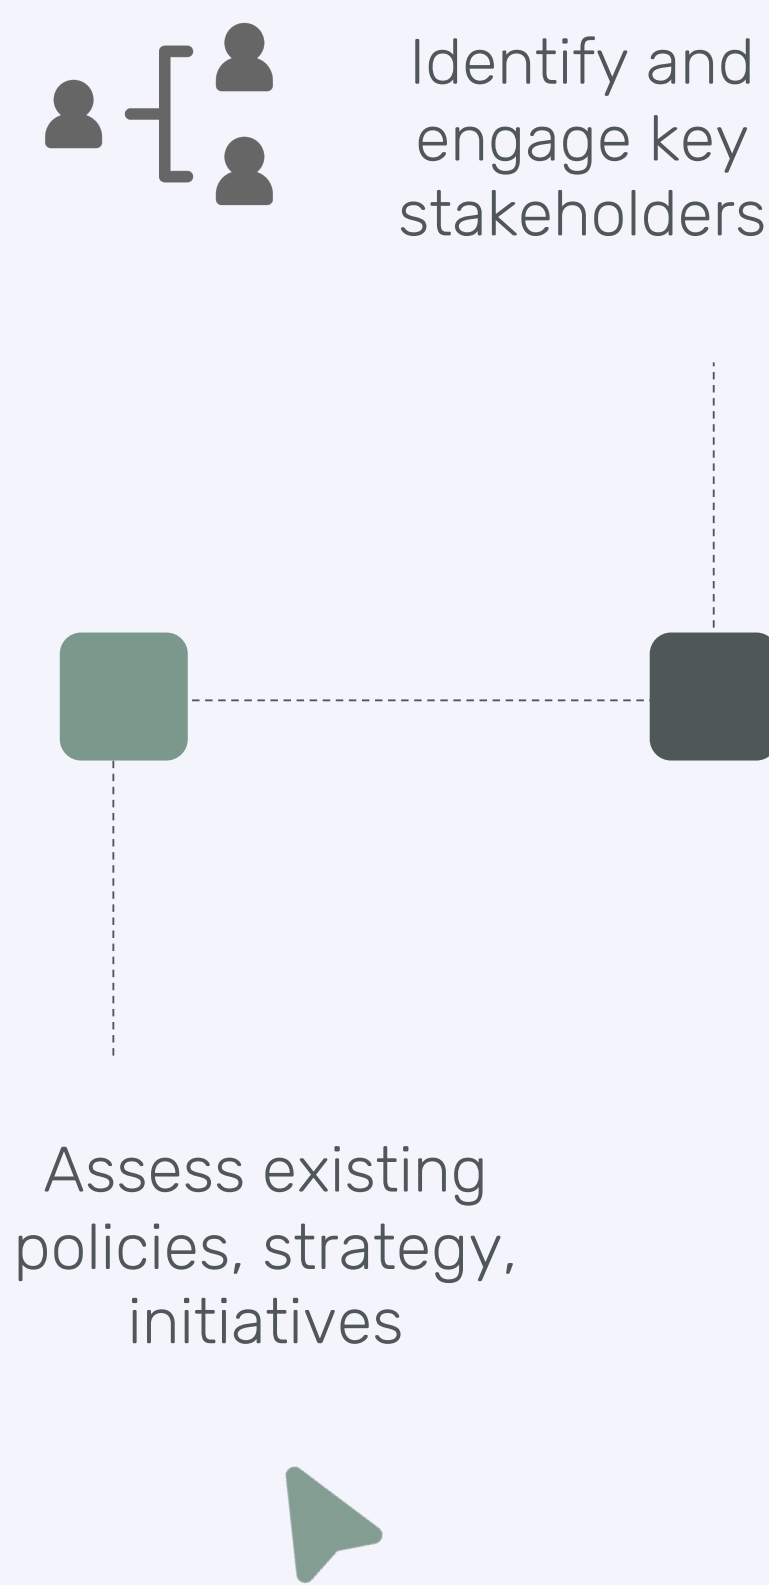 Identify and
engage key
stakeholders
Assess existing
policies, strategy,
initiatives